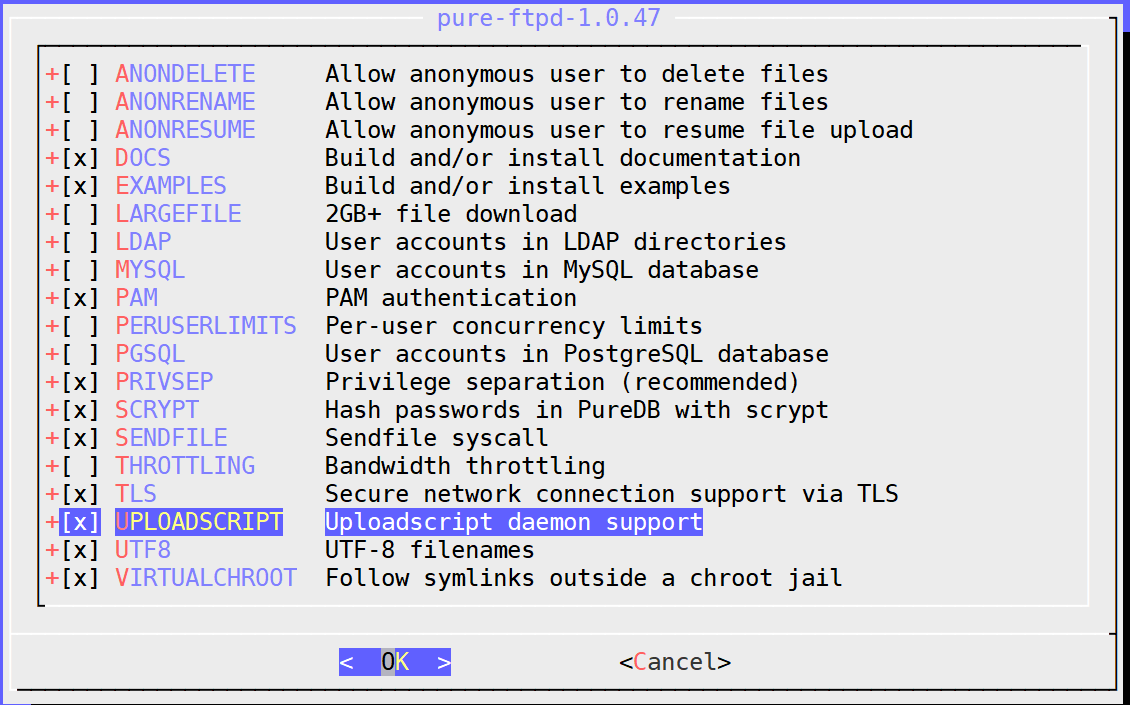 pure-ftpd-1.0.47
+[ ] ANONDELETE Allow anonymous user to delete files
+[ ] ANONRENAME Allow anonymous user to rename files
+[ ] ANONRESUME Allow anonymous user to resume file upload
+[x] DOCS Build and/or install documentation
+[x] EXAMPLES Build and/or install examples
+[ ] LARGEFILE 2GB+ file download
+[ ] LDAP User accounts in LDAP directories
+[ ] MYSQL User accounts in MySQL database
+[x] PAM PAM authentication
+[ ] PERUSERLIMITS Per-user concurrency limits
+[ ] PGSQL User accounts in PostgreSQL database
+[x] PRIVSEP Privilege separation (recommended)
+[x] SCRYPT Hash passwords in PureDB with scrypt
+[x] SENDFILE Sendfile syscall
+[ ] THROTTLING Bandwidth throttling
+[x] TLS Secure network connection support via TLS
+[x] UPLOADSCRIPT Uploadscript daemon support
+[x] UTF8 UTF-8 filenames
+[x] VIRTUALCHROOT Follow symlinks outside a chroot jail
< OK > <Cancel>